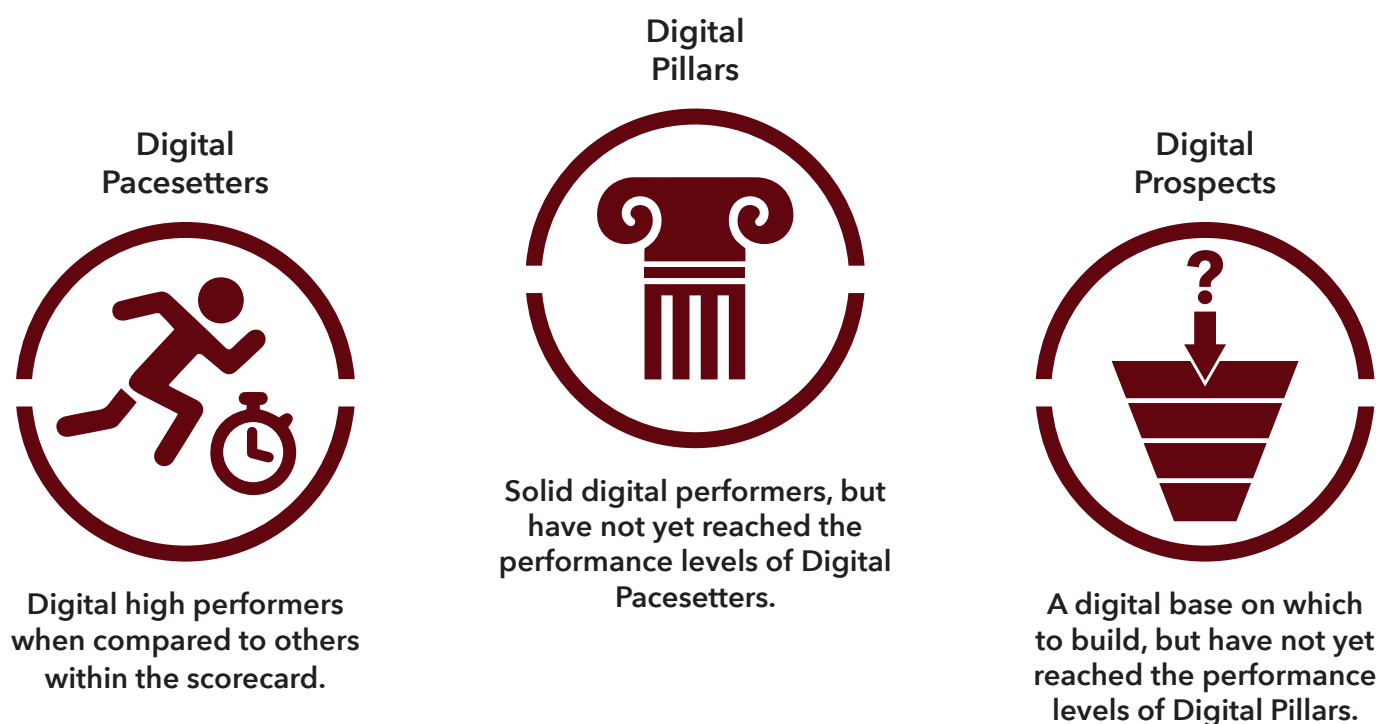 Digital
Pacesetters
Digital high performers
when compared to others
within the scorecard.
Digital
Pillars
Solid digital performers, but
have not yet reached the
performance levels of Digital
Pacesetters.
Digital
Prospects
?
A digital base on which
to build, but have not yet
reached the performance
levels of Digital Pillars.